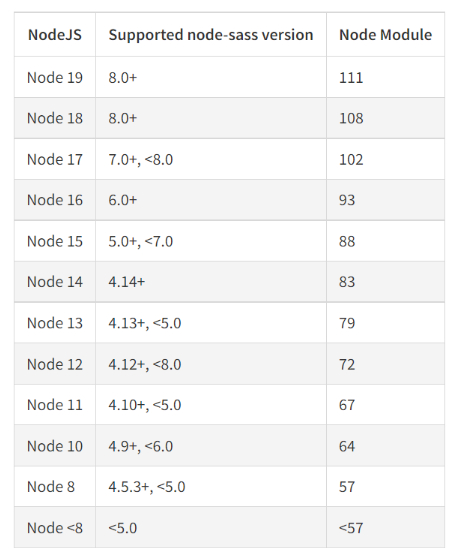 NodeJS Supported node-sass version Node Module
Node 19 8.0+ 111
Node 18 8.0+ 108
Node 17 7.0+, <8.0 102
Node 16 6.0+ 93
Node 15 5.0+, <7.0 88
Node 14 4.14+ 83
Node 13 4.13+, <5.0 79
Node 12 4.12+, <8.0 72
Node 11 4.10+, <5.0 67
Node 10 4.9+, <6.0 64
Node 8 4.5.3+, <5.0 57
Node <8 <5.0 <57